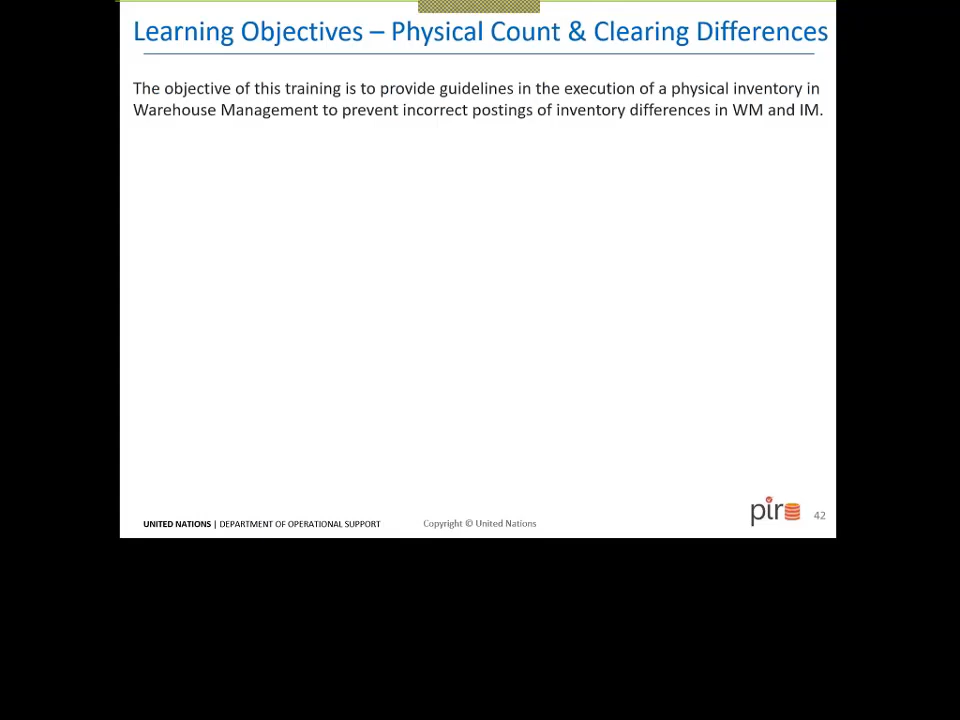 Learning Objectives – Physical Count & Clearing Differences
The objective of this training is to provide guidelines in the execution of a physical inventory in
Warehouse Management to prevent incorrect postings of inventory differences in WM and IM.
UNITED NATIONS | DEPARTMENT OF OPERATIONAL SUPPORT
Copyright © United Nations
pir
42